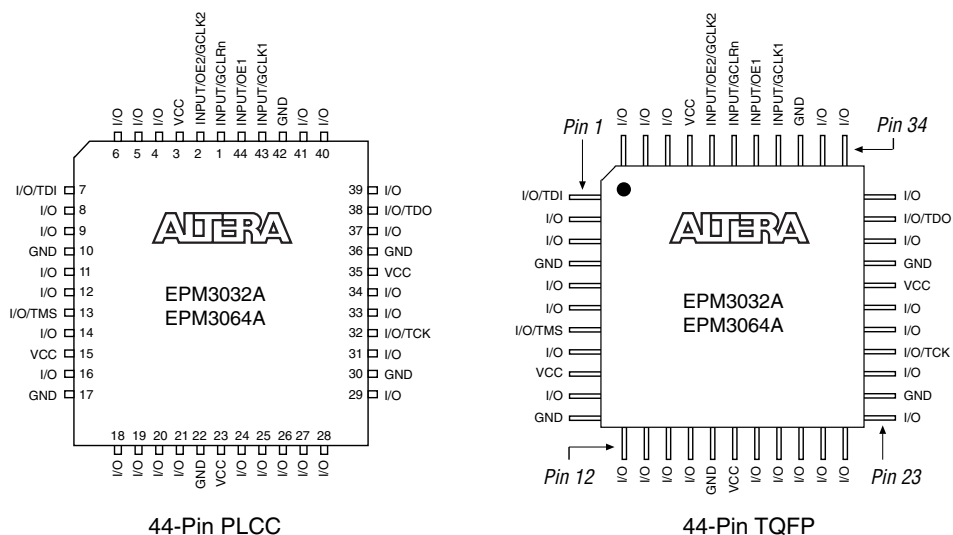 I/O I/O I/O VCC INPUT/OE2/GCLK2 INPUT/GCLRn INPUT/OE1 INPUT/GCLK1 GND I/O I/O
6 5 4 3 2 1 44 43 42 41 40
I/O/TDI 7
I/O 8
I/O 9
GND 10
I/O 11
I/O 12
I/O/TMS 13
I/O 14
VCC 15
I/O 16
GND 17
ALTERA
EPM3032A
EPM3064A
39 I/O
38 I/O/TDO
37 I/O
36 GND
35 VCC
34 I/O
33 I/O
32 I/O/TCK
31 I/O
30 GND
29 I/O
18 19 20 21 22 23 24 25 26 27 28
I/O I/O I/O I/O GND VCC I/O I/O I/O I/O I/O
44-Pin PLCC
I/O I/O I/O VCC INPUT/OE2/GCLK2 INPUT/GCLRn INPUT/OE1 INPUT/GCLK1 GND I/O I/O
Pin 1
Pin 34
I/O/TDI
I/O
I/O
GND
I/O
I/O
I/O/TMS
I/O
VCC
I/O
GND
ALTERA
EPM3032A
EPM3064A
I/O
I/O/TDO
I/O
GND
VCC
I/O
I/O
I/O/TCK
I/O
GND
I/O
Pin 12
Pin 23
I/O I/O I/O I/O GND VCC I/O I/O I/O I/O I/O
44-Pin TQFP